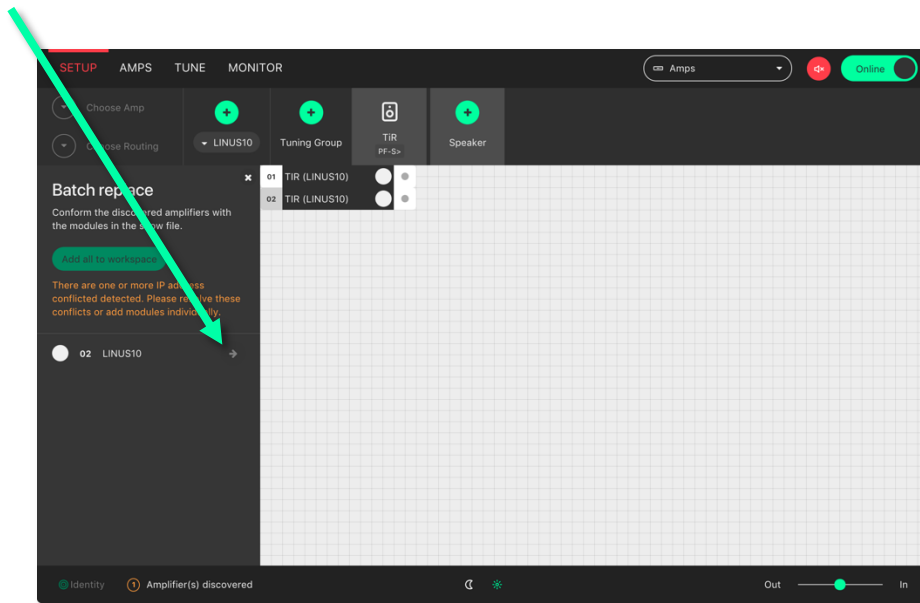 SETUP AMPS TUNE MONITOR
Amps
Online
Choose Amp
Choose Routing
LINUS10
Tuning Group
TiR
PF-S>
Speaker
Batch replace
Conform the discovered amplifiers with
the modules in the show file.
Add all to workspace
There are one or more IP address
conflicted detected. Please resolve these
conflicts or add modules individually.
02 LINUS10
01 TIR (LINUS10)
02 TIR (LINUS10)
Identity
1 Amplifier(s) discovered
Out
In